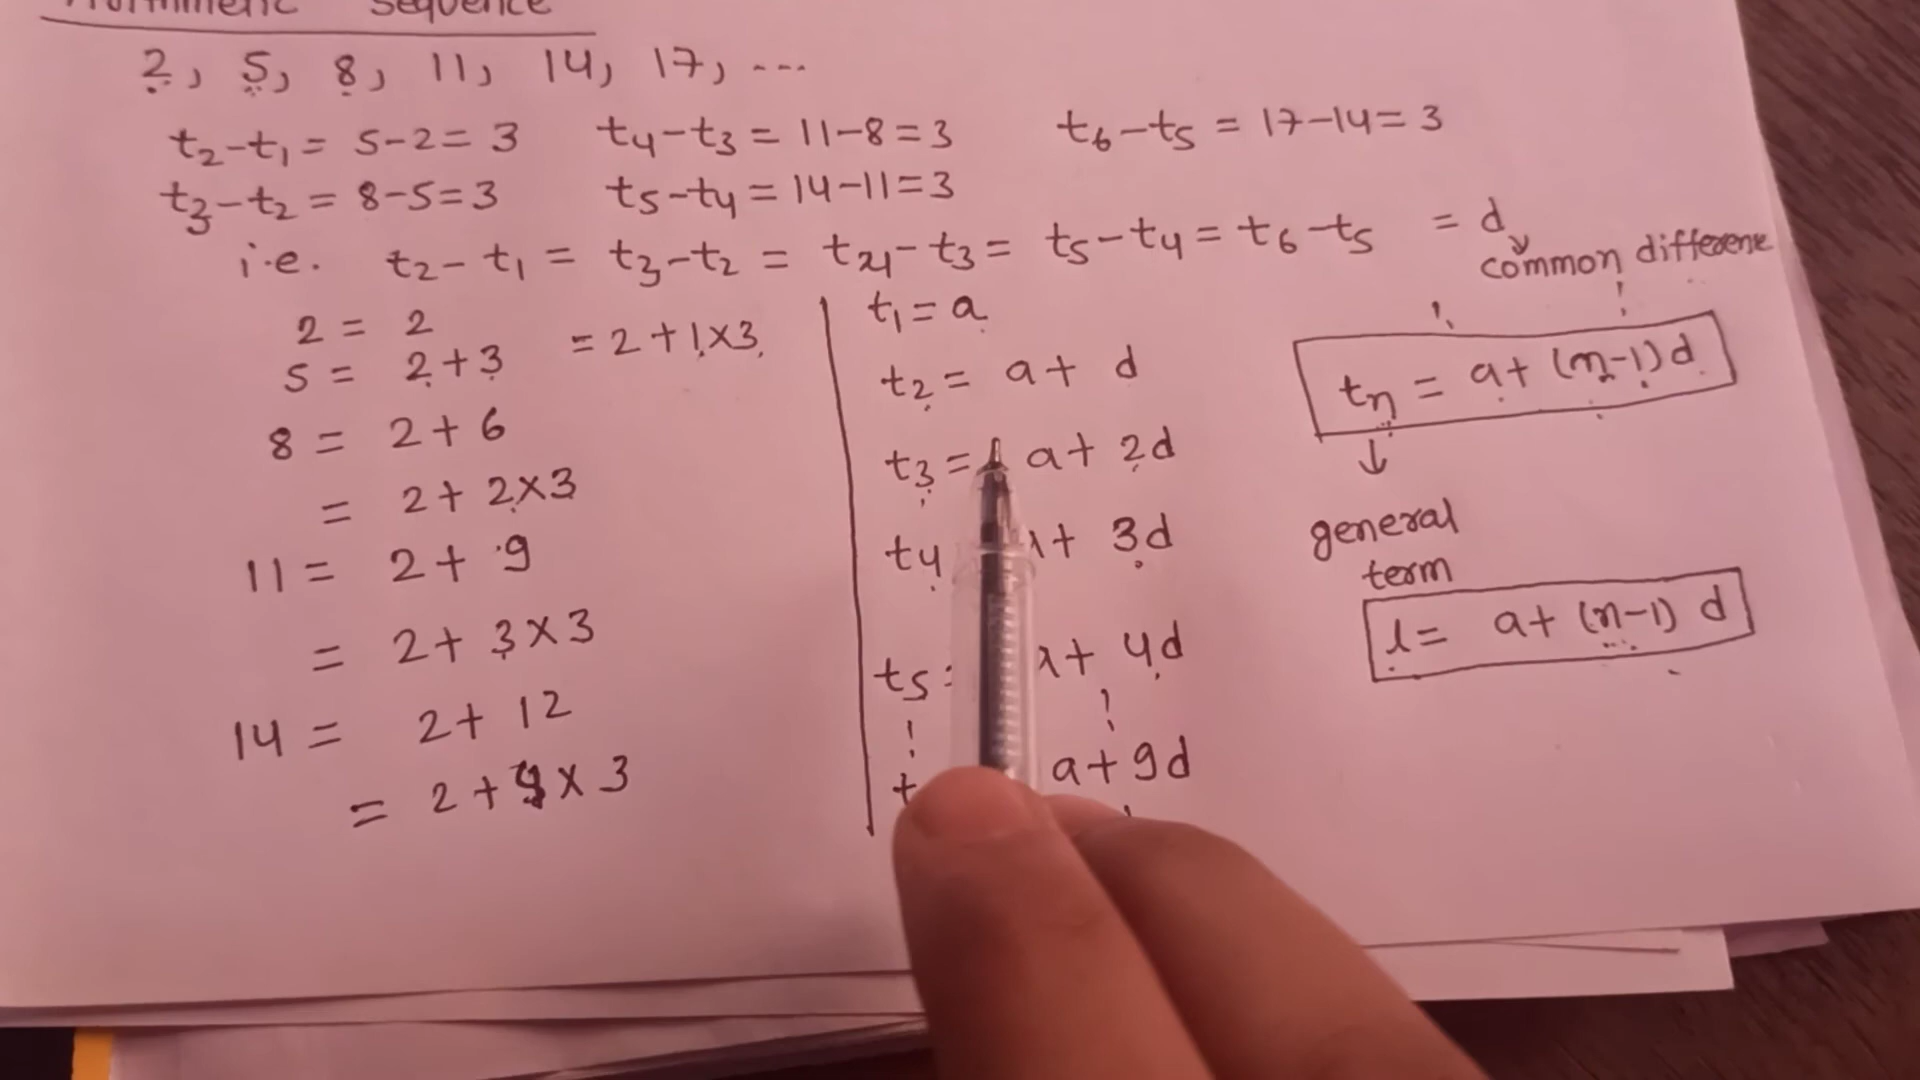 Arithmetic Sequence
2, 5, 8, 11, 14, 17, ...
t2-t1 = 5-2= 3 t4-t3 = 11-8=3 t6-t5 = 17-14= 3
t3-t2 = 8-5=3 t5-t4 = 14-11=3
i.e. t2-t1 = t3-t2 = t4-t3 = t5-t4 = t6-t5 = d
common difference
2 = 2
5 = 2+3 = 2+1×3
8 = 2+6
= 2+2×3
11 = 2+9
= 2+3×3
14 = 2+12
= 2+4×3
t1 = a
t2 = a+ d
t3 = a+ 2d
t4 a+ 3d
t5 = a+ 4d
t a+9d
tn = a+(n-1)d
↓
general
term
l = a+(n-1) d